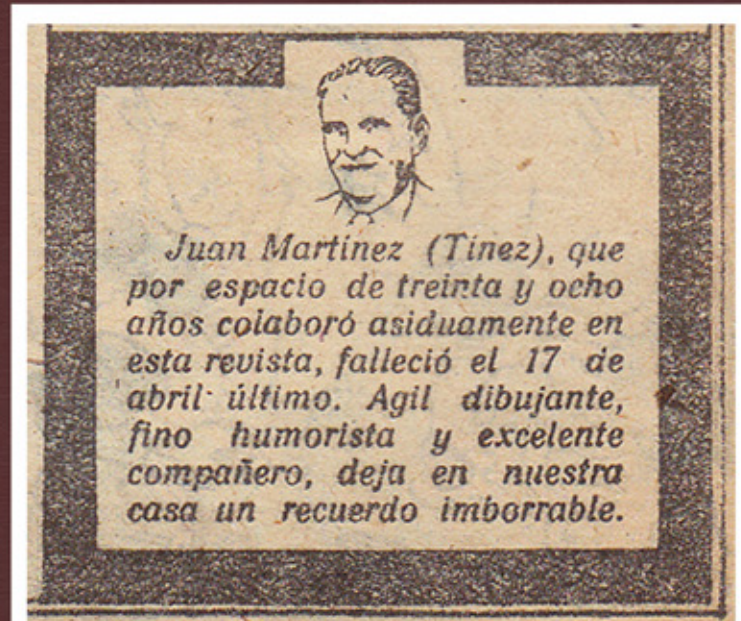 Juan Martínez (Tinez), que
por espacio de treinta y ocho
años colaboró asiduamente en
esta revista, falleció el 17 de
abril último. Agil dibujante,
fino humorista y excelente
compañero, deja en nuestra
casa un recuerdo imborrable.